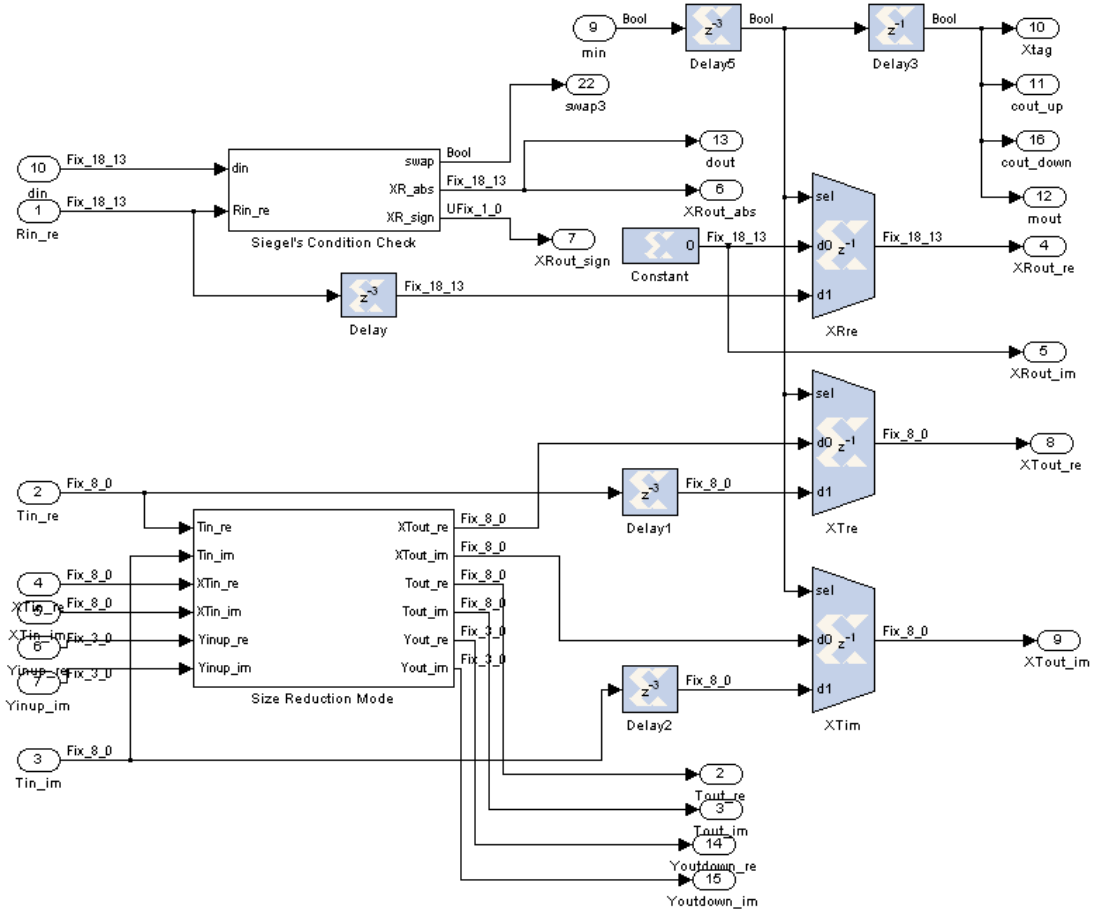 9
Bool
z-3
Bool
z-1
Bool
10
min
Delay5
Delay3
Xtag
22
11
swap3
cout_up
10
Fix_18_13
din
din
swap
Bool
13
16
dout
cout_down
XR_abs
Fix_18_13
6
12
XRout_abs
mout
1
Fix_18_13
Rin_re
Rin_re
XR_sign
UFix_1_0
Siegel's Condition Check
7
XRout_sign
0
Fix_18_13
Constant
sel
d0
z-1
d1
XRre
Fix_18_13
4
XRout_re
z-3
Fix_18_13
Delay
5
XRout_im
2
Fix_8_0
Tin_re
sel
d0
z-1
d1
XTre
Fix_8_0
8
XTout_re
z-3
Fix_8_0
Delay1
Tin_re
XTout_re
Fix_8_0
Tin_im
XTout_im
Fix_8_0
4
Fix_8_0
XTin_re
XTin_re
Tout_re
Fix_8_0
5
Fix_8_0
XTin_im
XTin_im
Tout_im
Fix_8_0
6
Fix_3_0
Yinup_re
Yinup_re
Yout_re
Fix_3_0
7
Fix_3_0
Yinup_im
Yinup_im
Yout_im
Fix_3_0
Size Reduction Mode
sel
d0
z-1
d1
XTim
Fix_8_0
9
XTout_im
z-3
Fix_8_0
Delay2
3
Fix_8_0
Tin_im
2
Tout_re
3
Tout_im
14
Youtdown_re
15
Youtdown_im